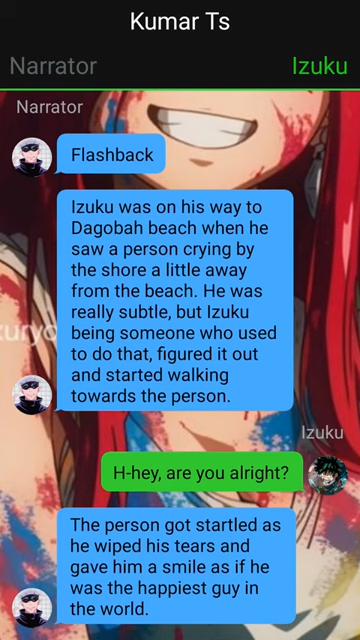 Kumar Ts
Narrator
Izuku
Narrator
Flashback
Izuku was on his way to
Dagobah beach when he
saw a person crying by
the shore a little away
from the beach. He was
really subtle, but Izuku
being someone who used
to do that, figured it out
and started walking
towards the person.
Izuku
H-hey, are you alright?
The person got startled as
he wiped his tears and
gave him a smile as if he
was the happiest guy in
the world.